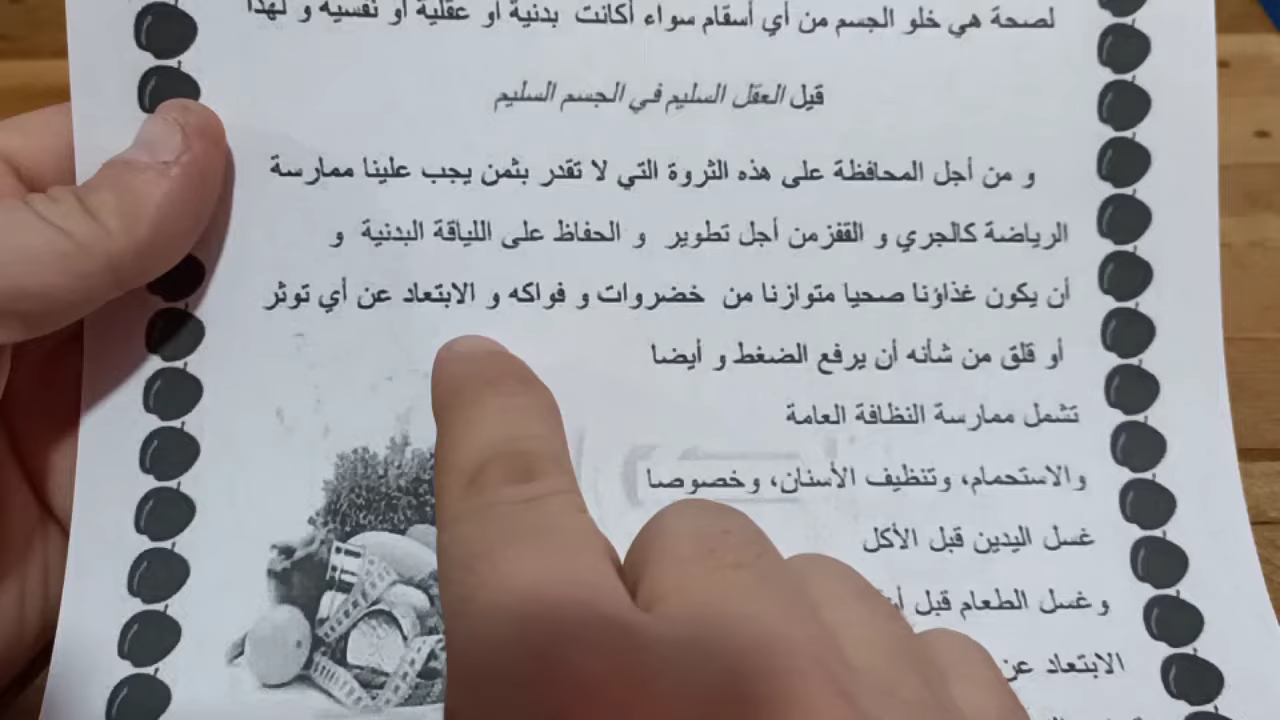 لصحة هي خلو الجسم من أي أسقام سواء أكانت بدنية أو عقلية أو نفسية و لهذا
قيل العقل السليم في الجسم السليم
و من أجل المحافظة على هذه الثروة التي لا تقدر بثمن يجب علينا ممارسة
الرياضة كالجري و القفزمن أجل تطوير و الحفاظ على اللياقة البدنية و
أن يكون غذاؤنا صحيا متوازنا من خضروات و فواكه و الابتعاد عن أي توثر
أو قلق من شأنه أن يرفع الضغط و أيضا
تشمل ممارسة النظافة العامة
والاستحمام، وتنظيف الأسنان، وخصوصا
غسل اليدين قبل الأكل
وغسل الطعام قبل
الابتعاد عن